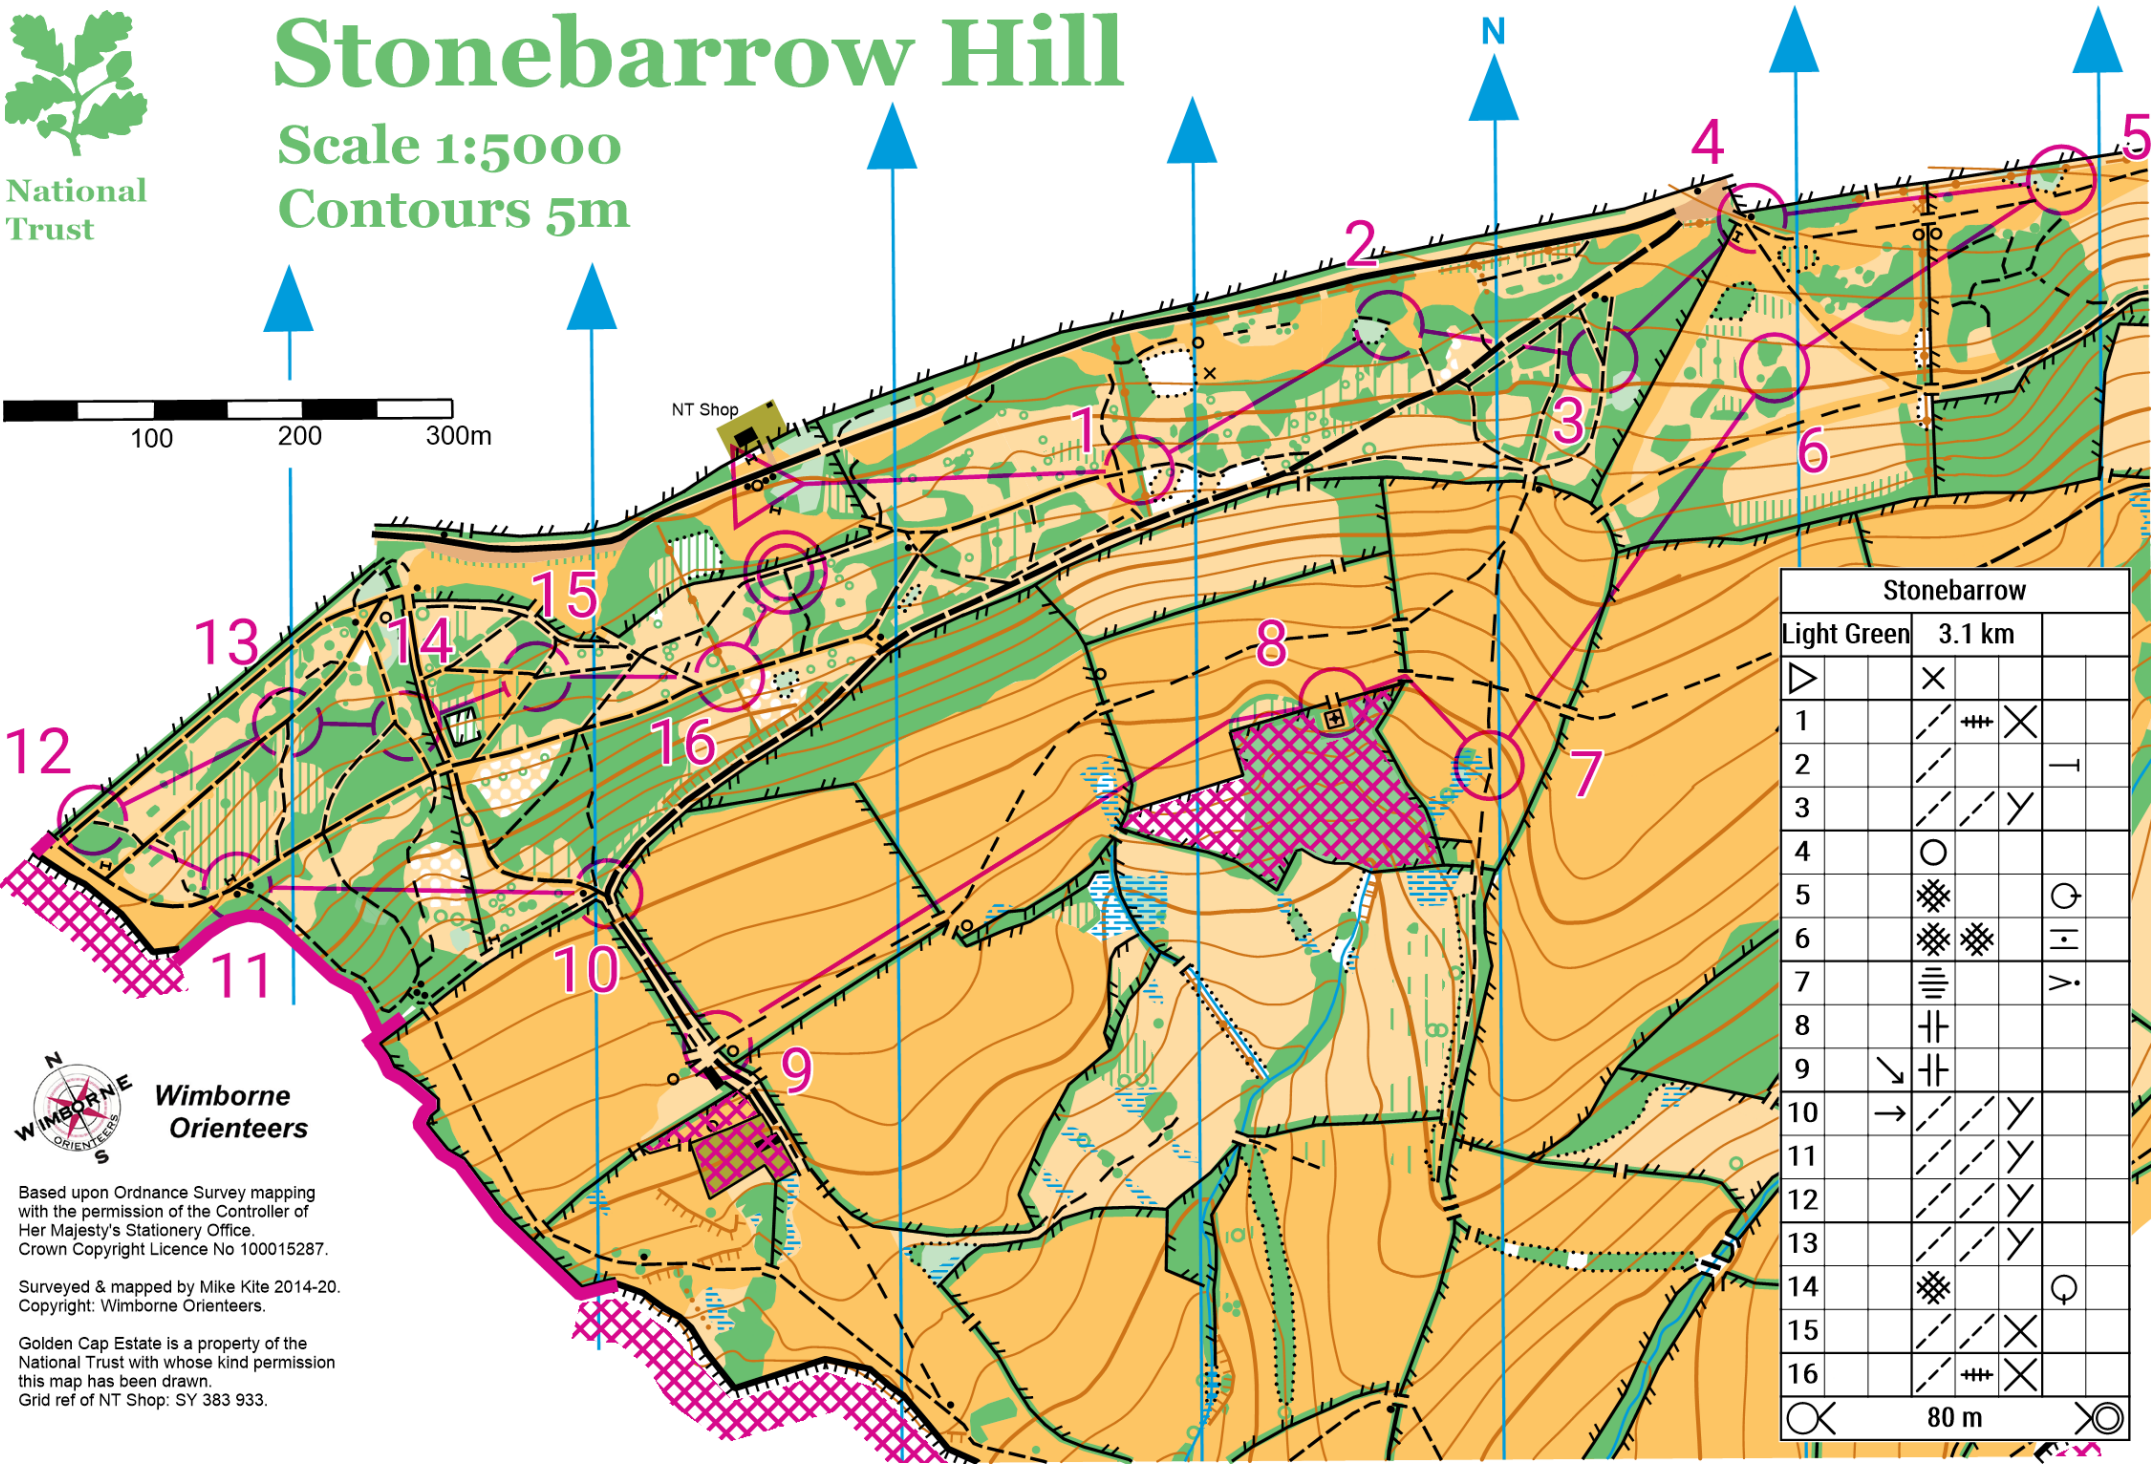 Stonebarrow Hill
Scale 1:5000
Contours 5m
National
Trust
N
100 200 300m
NT Shop
1
2
3
4
5
6
7
8
9
10
11
12
13
14
15
16
N
WIMBORNE
ORIENTEERS
S
Wimborne
Orienteers
Based upon Ordnance Survey mapping
with the permission of the Controller of
Her Majesty's Stationery Office.
Crown Copyright Licence No 100015287.
Surveyed & mapped by Mike Kite 2014-20.
Copyright: Wimborne Orienteers.
Golden Cap Estate is a property of the
National Trust with whose kind permission
this map has been drawn.
Grid ref of NT Shop: SY 383 933.
Stonebarrow
Light Green 3.1 km
1
2
3
4
5
6
7
8
9
10
11
12
13
14
15
16
80 m